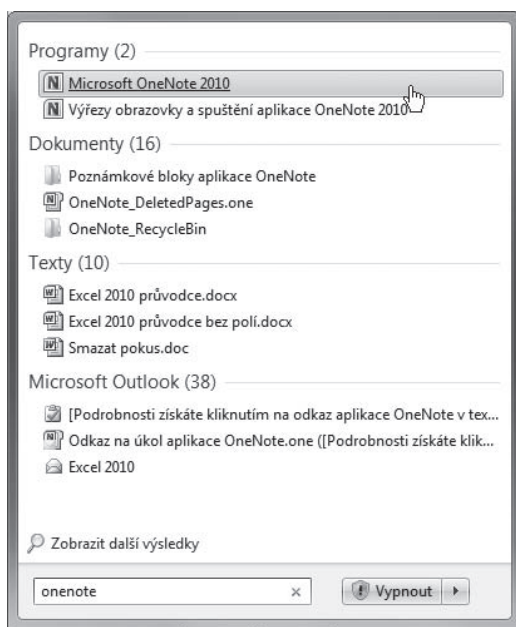 Programy (2)
Microsoft OneNote 2010
Výřezy obrazovky a spuštění aplikace OneNote 2010
Dokumenty (16)
Poznámkové bloky aplikace OneNote
OneNote_DeletedPages.one
OneNote_RecycleBin
Texty (10)
Excel 2010 průvodce.docx
Excel 2010 průvodce bez polí.docx
Smazat pokus.doc
Microsoft Outlook (38)
[Podrobnosti získáte kliknutím na odkaz aplikace OneNote v tex...
Odkaz na úkol aplikace OneNote.one ([Podrobnosti získáte klik...
Excel 2010
Zobrazit další výsledky
onenote
Vypnout